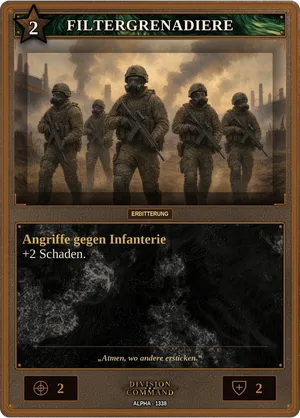 2
FILTERGRENADIERE
ERBITTERUNG
Angriffe gegen Infanterie
+2 Schaden.
„Atmen, wo andere ersticken."
2
DIVISION
COMMAND
ALPHA - 1338
2